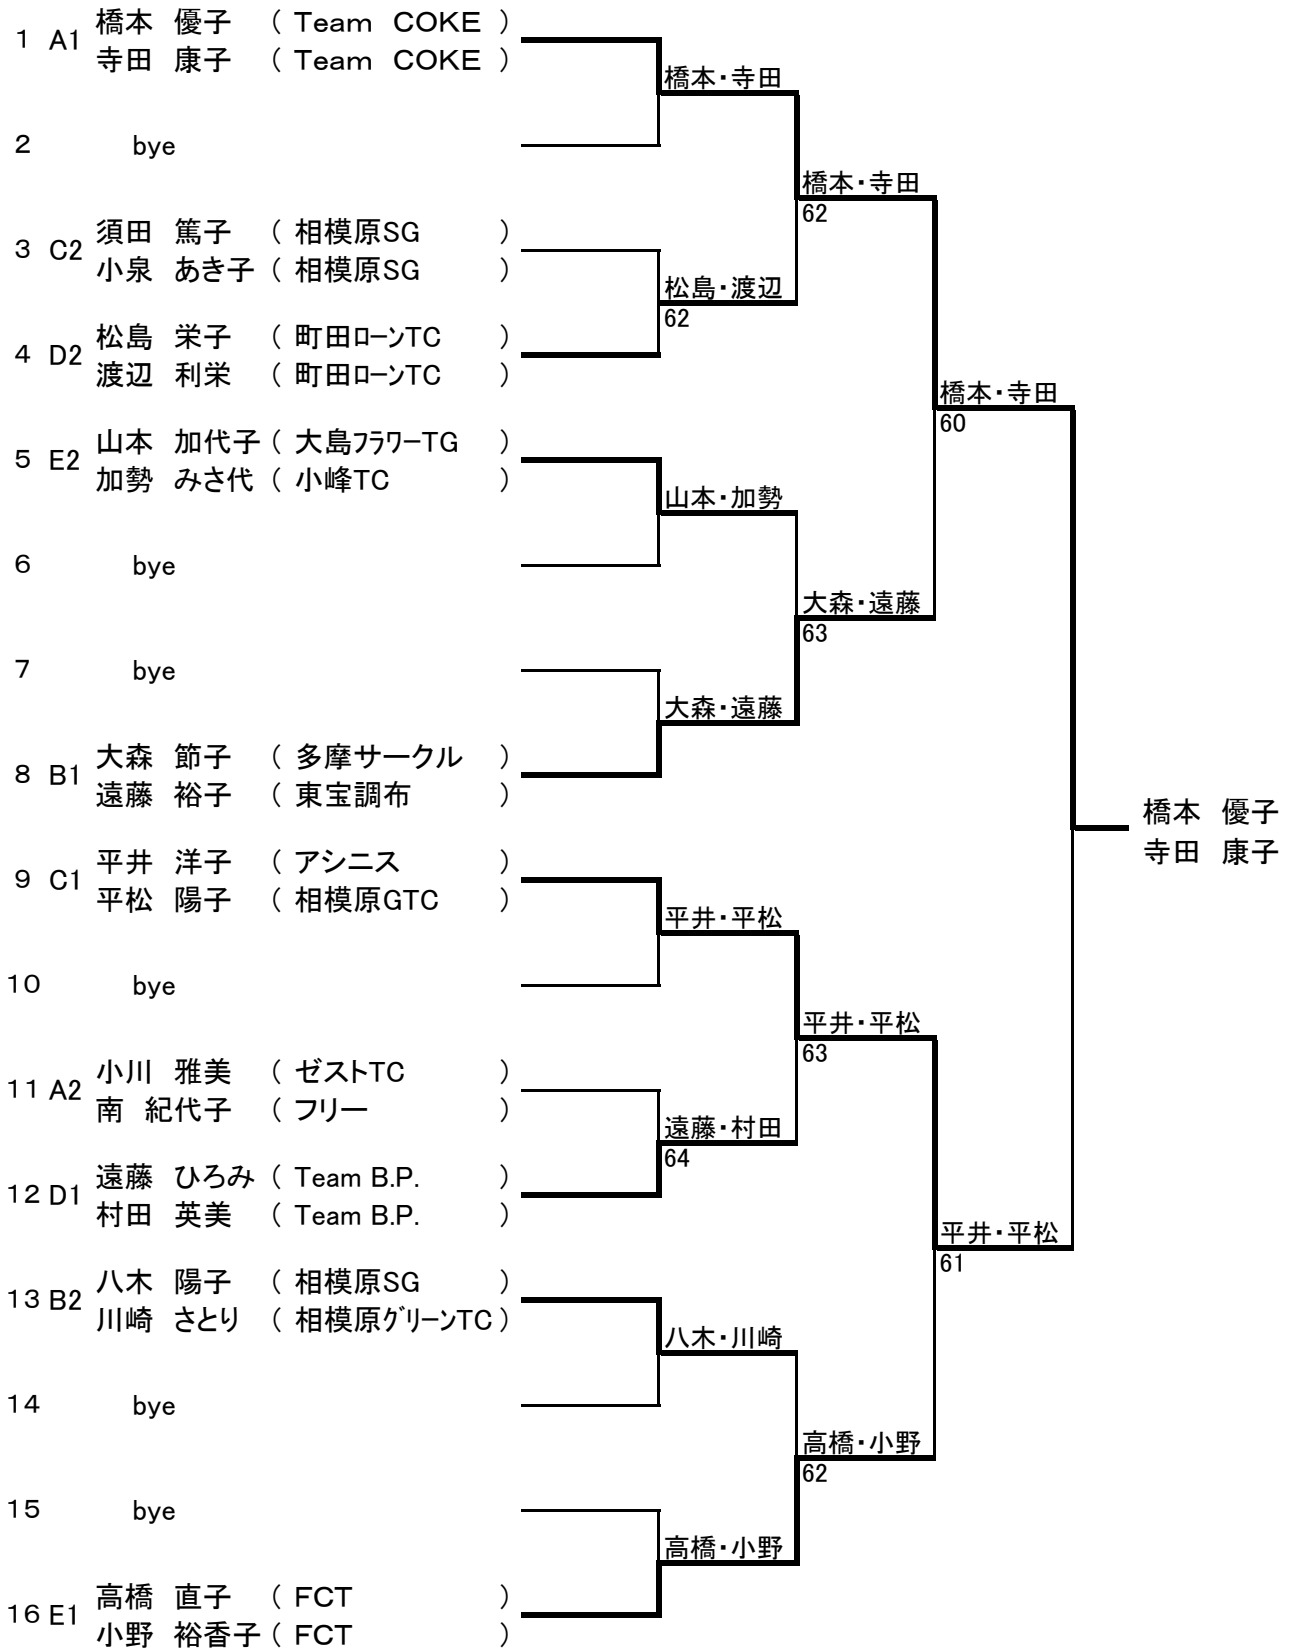 1 A1 橋本　優子　( Team　COKE )
寺田　康子　( Team　COKE )
橋本・寺田
2 bye
橋本・寺田
62
3 C2 須田　篤子　( 相模原SG )
小泉　あき子 ( 相模原SG )
松島・渡辺
62
4 D2 松島　栄子　( 町田ﾛｰﾝTC )
渡辺　利栄　( 町田ﾛｰﾝTC )
橋本・寺田
60
5 E2 山本　加代子 ( 大島ﾌﾗﾜｰTG )
加勢　みさ代 ( 小峰TC )
山本・加勢
6 bye
大森・遠藤
63
7 bye
大森・遠藤
8 B1 大森　節子　( 多摩サークル )
遠藤　裕子　( 東宝調布 )
橋本　優子
寺田　康子
9 C1 平井　洋子　( アシニス )
平松　陽子　( 相模原GTC )
平井・平松
10 bye
平井・平松
63
11 A2 小川　雅美　( ゼストTC )
南　紀代子　( フリー )
遠藤・村田
64
12 D1 遠藤　ひろみ ( Team B.P. )
村田　英美　( Team B.P. )
平井・平松
61
13 B2 八木　陽子　( 相模原SG )
川崎　さとり　( 相模原ｸﾞﾘｰﾝTC )
八木・川崎
14 bye
高橋・小野
62
15 bye
高橋・小野
16 E1 高橋　直子　( FCT )
小野　裕香子 ( FCT )